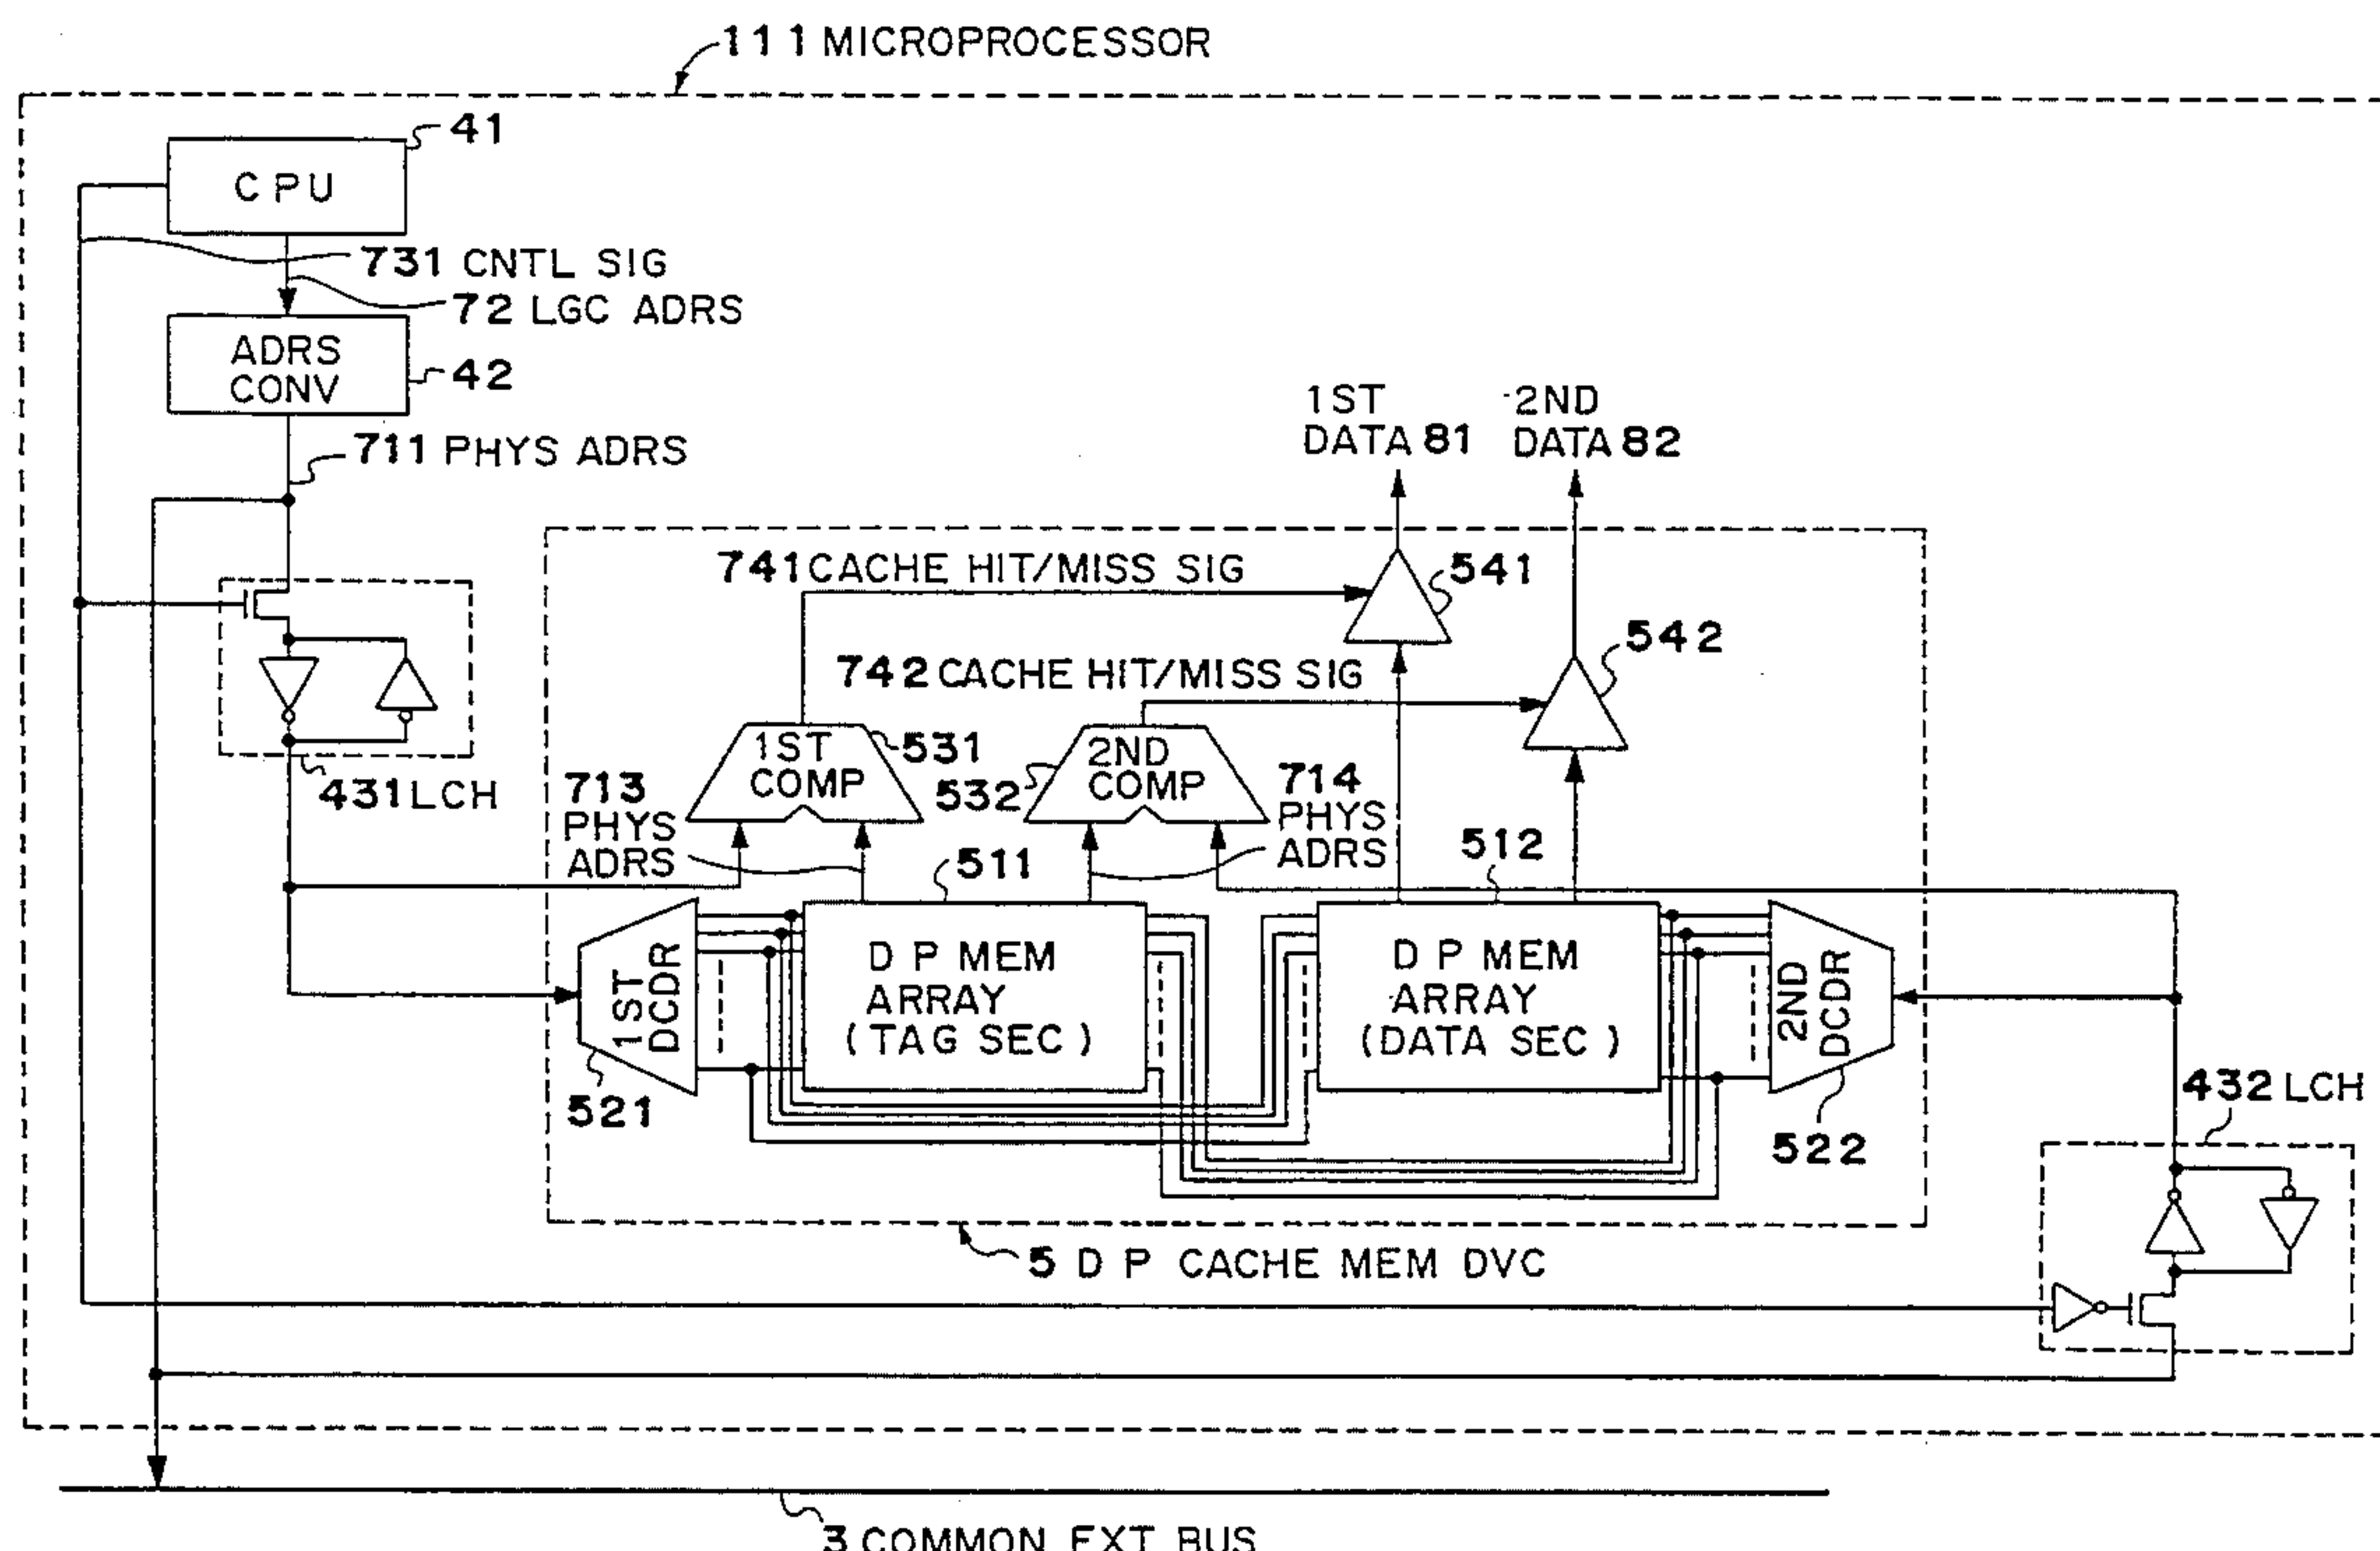 111 MICROPROCESSOR
41
CPU
731 CNTL SIG
72 LGC ADRS
ADRS
CONV
42
711 PHYS ADRS
1ST
DATA 81
2ND
DATA 82
741 CACHE HIT/MISS SIG
541
742 CACHE HIT/MISS SIG
542
1ST
COMP
531
2ND
COMP
532
431 LCH
713
PHYS
ADRS
714
PHYS
ADRS
511
512
1ST
DCDR
521
D P MEM
ARRAY
(TAG SEC)
D P MEM
ARRAY
(DATA SEC)
2ND
DCDR
522
432 LCH
5 D P CACHE MEM DVC
3 COMMON EXT BUS